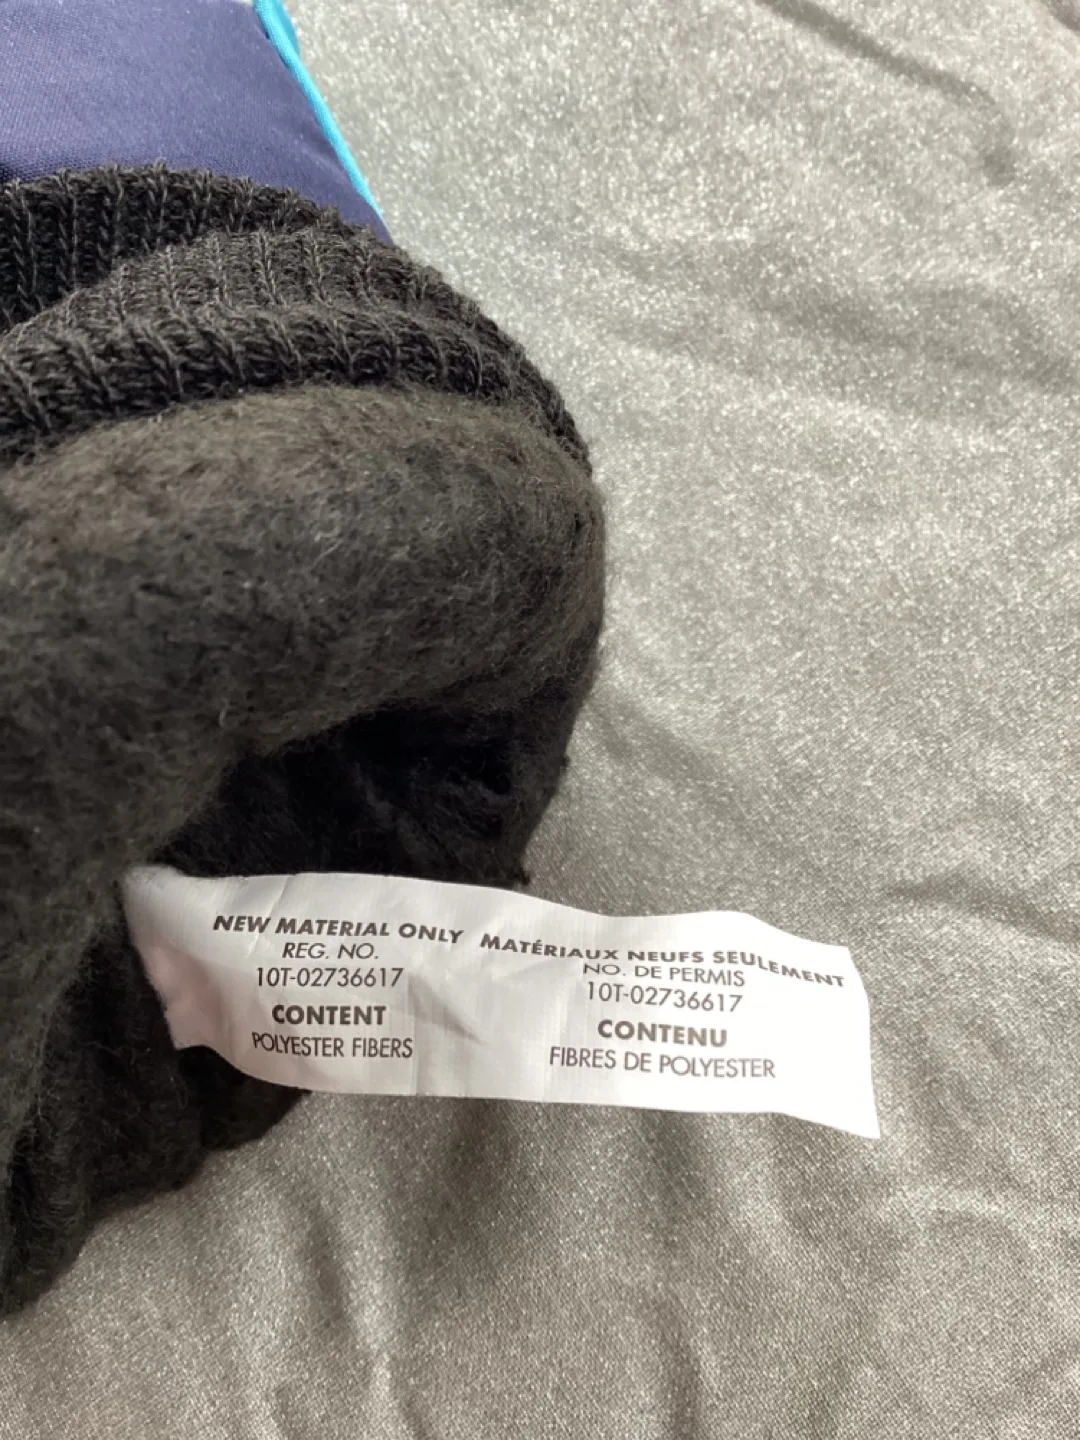 NEW MATERIAL ONLY
REG. NO.
10T-02736617
CONTENT
POLYESTER FIBERS
MATÉRIAUX NEUFS SEULEMENT
NO. DE PERMIS
10T-02736617
CONTENU
FIBRES DE POLYESTER